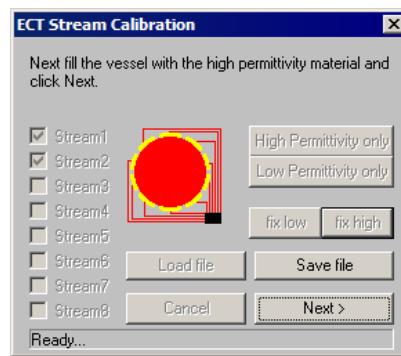 ECT Stream Calibration
Next fill the vessel with the high permittivity material and
click Next.
Stream1
Stream2
Stream3
Stream4
Stream5
Stream6
Stream7
Stream8
High Permittivity only
Low Permittivity only
fix low
fix high
Load file
Save file
Cancel
Next >
Ready...